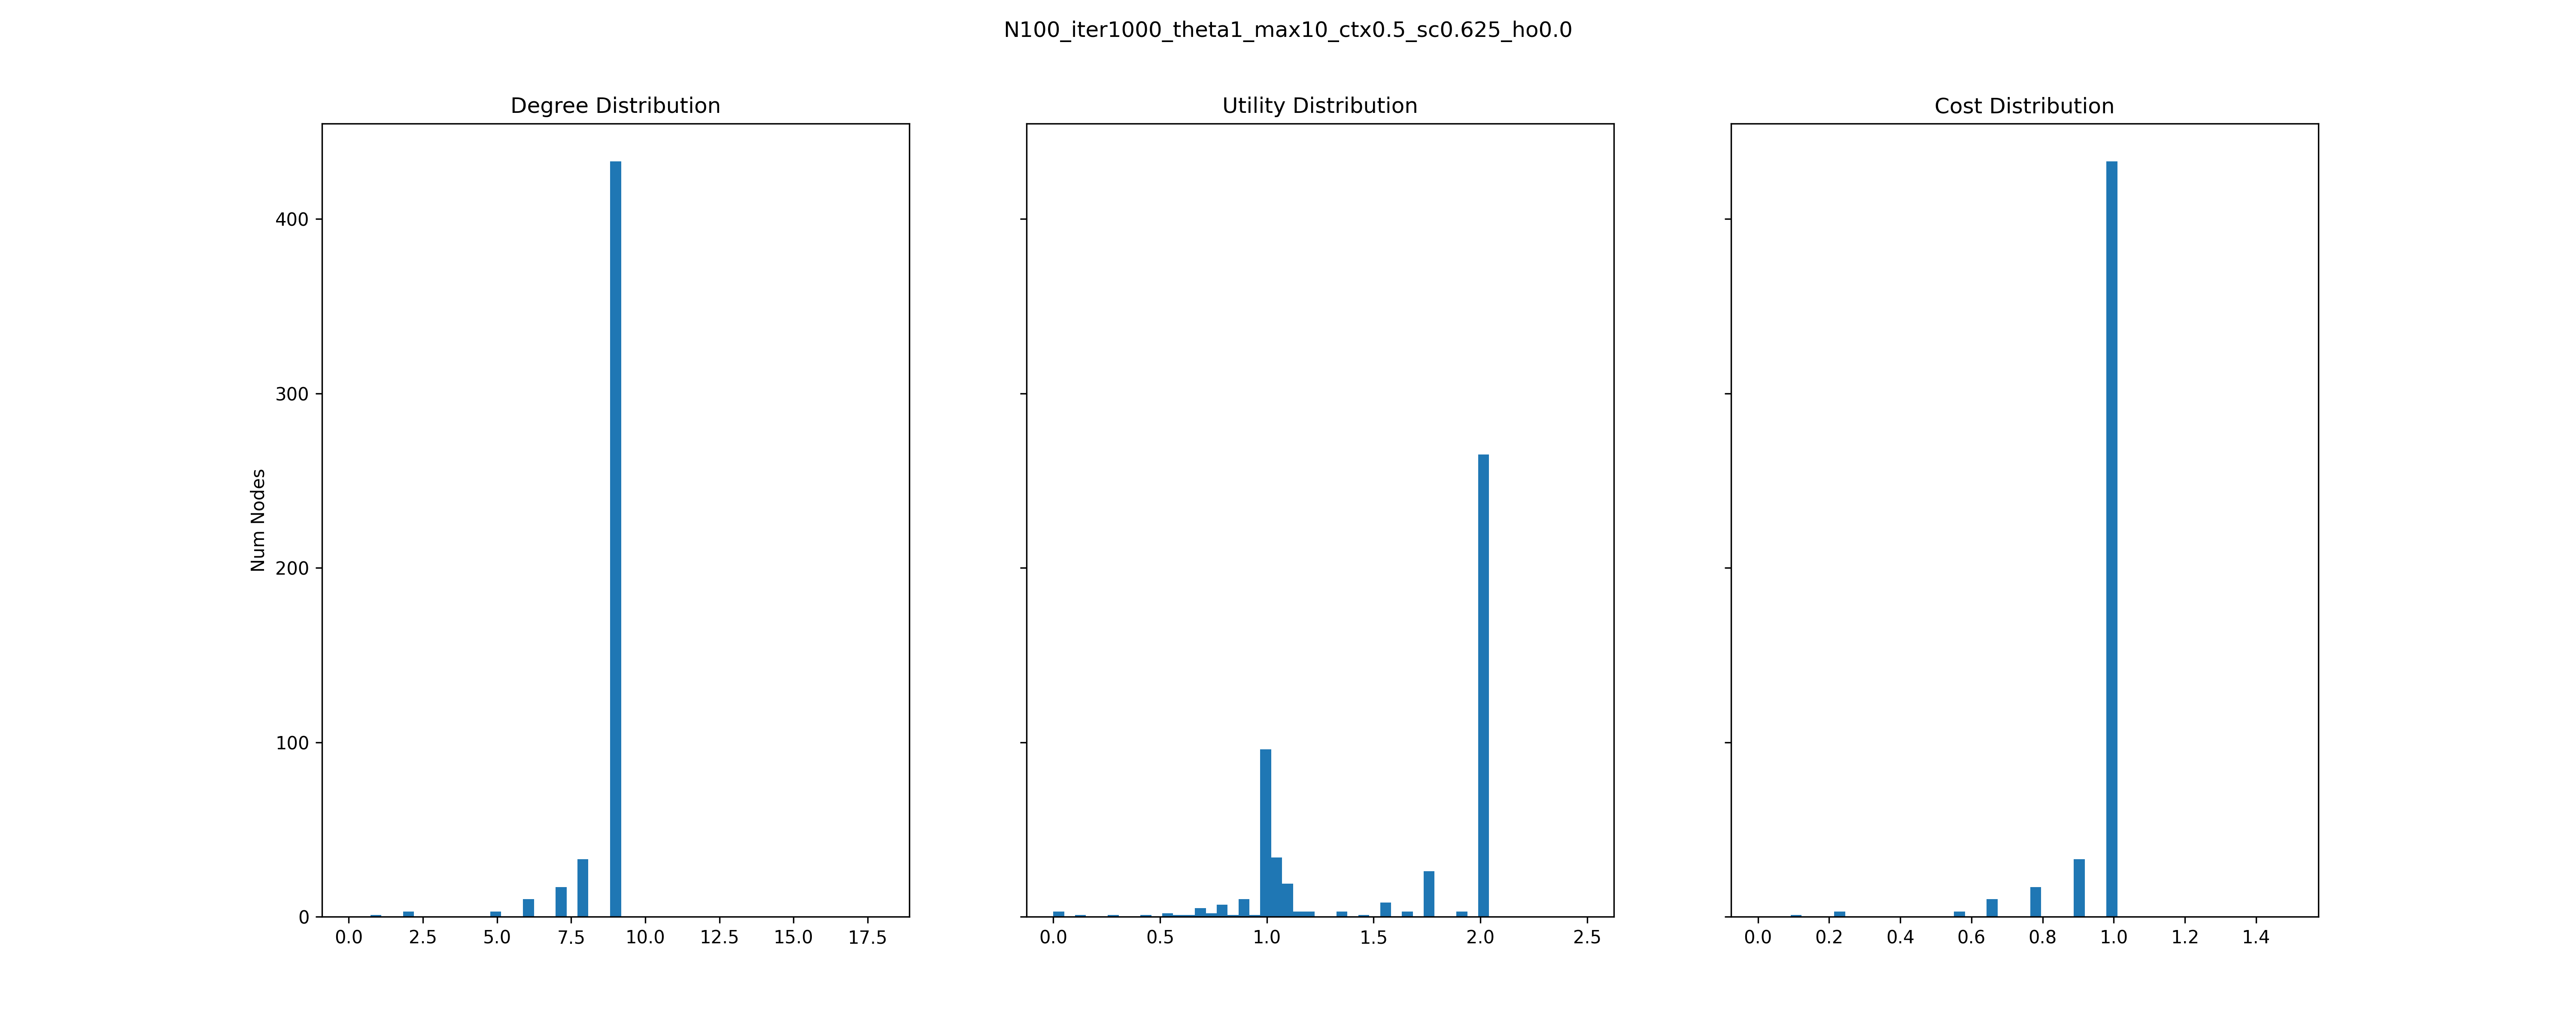 N100_iter1000_theta1_max10_ctx0.5_sc0.625_ho0.0
Degree Distribution
Utility Distribution
Cost Distribution
Num Nodes
400
300
200
100
0
0.0 2.5 5.0 7.5 10.0 12.5 15.0 17.5
0.0 0.5 1.0 1.5 2.0 2.5
0.0 0.2 0.4 0.6 0.8 1.0 1.2 1.4